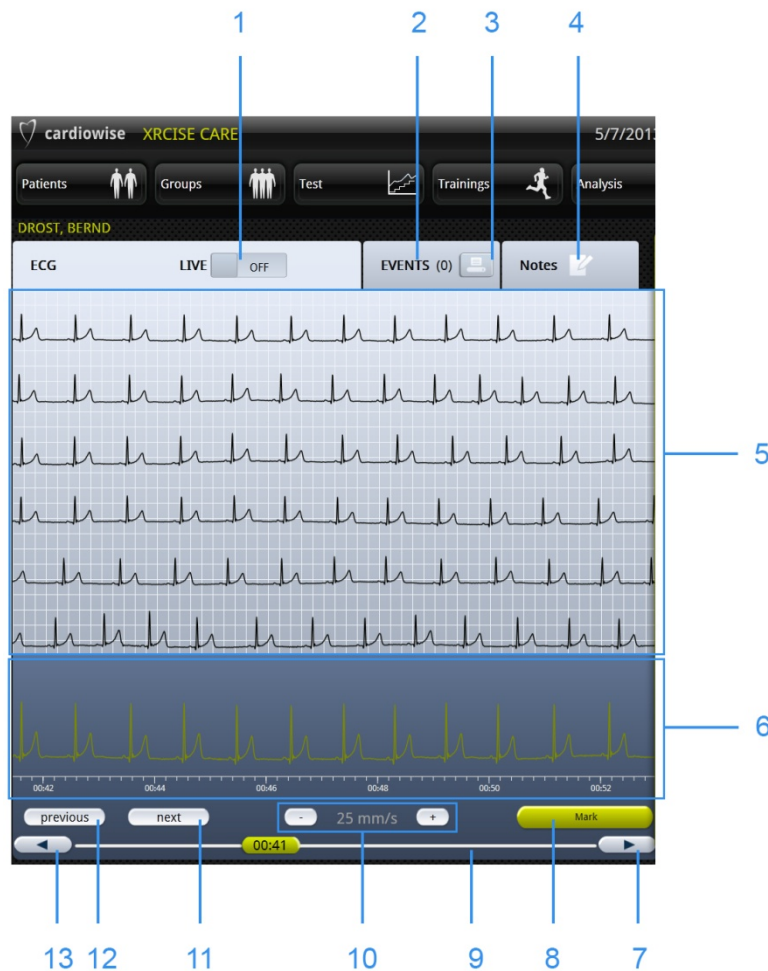 1 2 3 4
cardiowise XRCISE CARE 5/7/201
Patients Groups Test Trainings Analysis
DROST, BERND
ECG LIVE OFF EVENTS (0) Notes
5
6
00:42 00:44 00:46 00:48 00:50 00:52
previous next - 25 mm/s + Mark
00:41
13 12 11 10 9 8 7